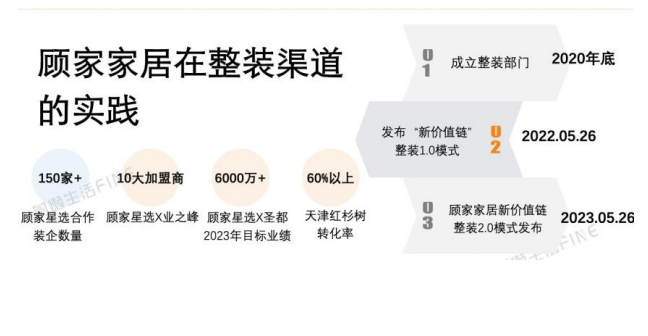 顾家家居在整装渠道
的实践
150家+
10大加盟商
6000万+
60%以上
顾家星选合作
装企数量
顾家星选X业之峰
顾家星选X圣都
2023年目标业绩
天津红杉树
转化率
01
成立整装部门
2020年底
发布“新价值链”
整装1.0模式
02
2022.05.26
03
顾家家居新价值链
整装2.0模式发布
2023.05.26